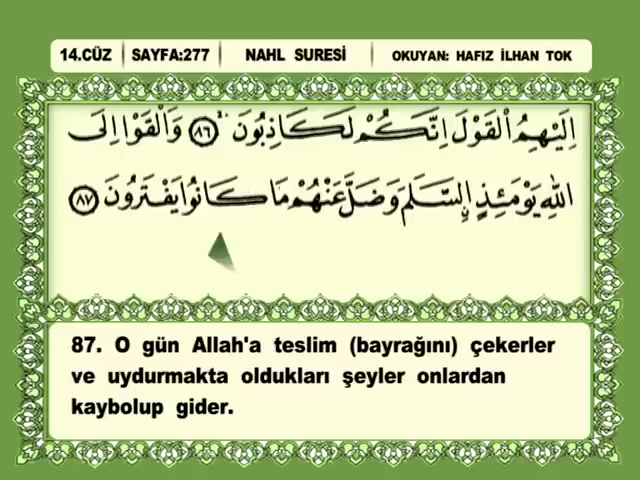 14.CÜZ SAYFA:277 NAHL SURESİ OKUYAN: HAFIZ İLHAN TOK
اِلَيْهِمُ الْقَوْلَ اِنَّكُمْ لَكَاذِبُونَۚ ﴿٨٦﴾ وَاَلْقَوْا اِلَى
اللّٰهِ يَوْمَئِذٍۨ السَّلَمَ وَضَلَّ عَنْهُمْ مَا كَانُوا يَفْتَرُونَ ﴿٨٧﴾
87. O gün Allah'a teslim (bayrağını) çekerler
ve uydurmakta oldukları şeyler onlardan
kaybolup gider.